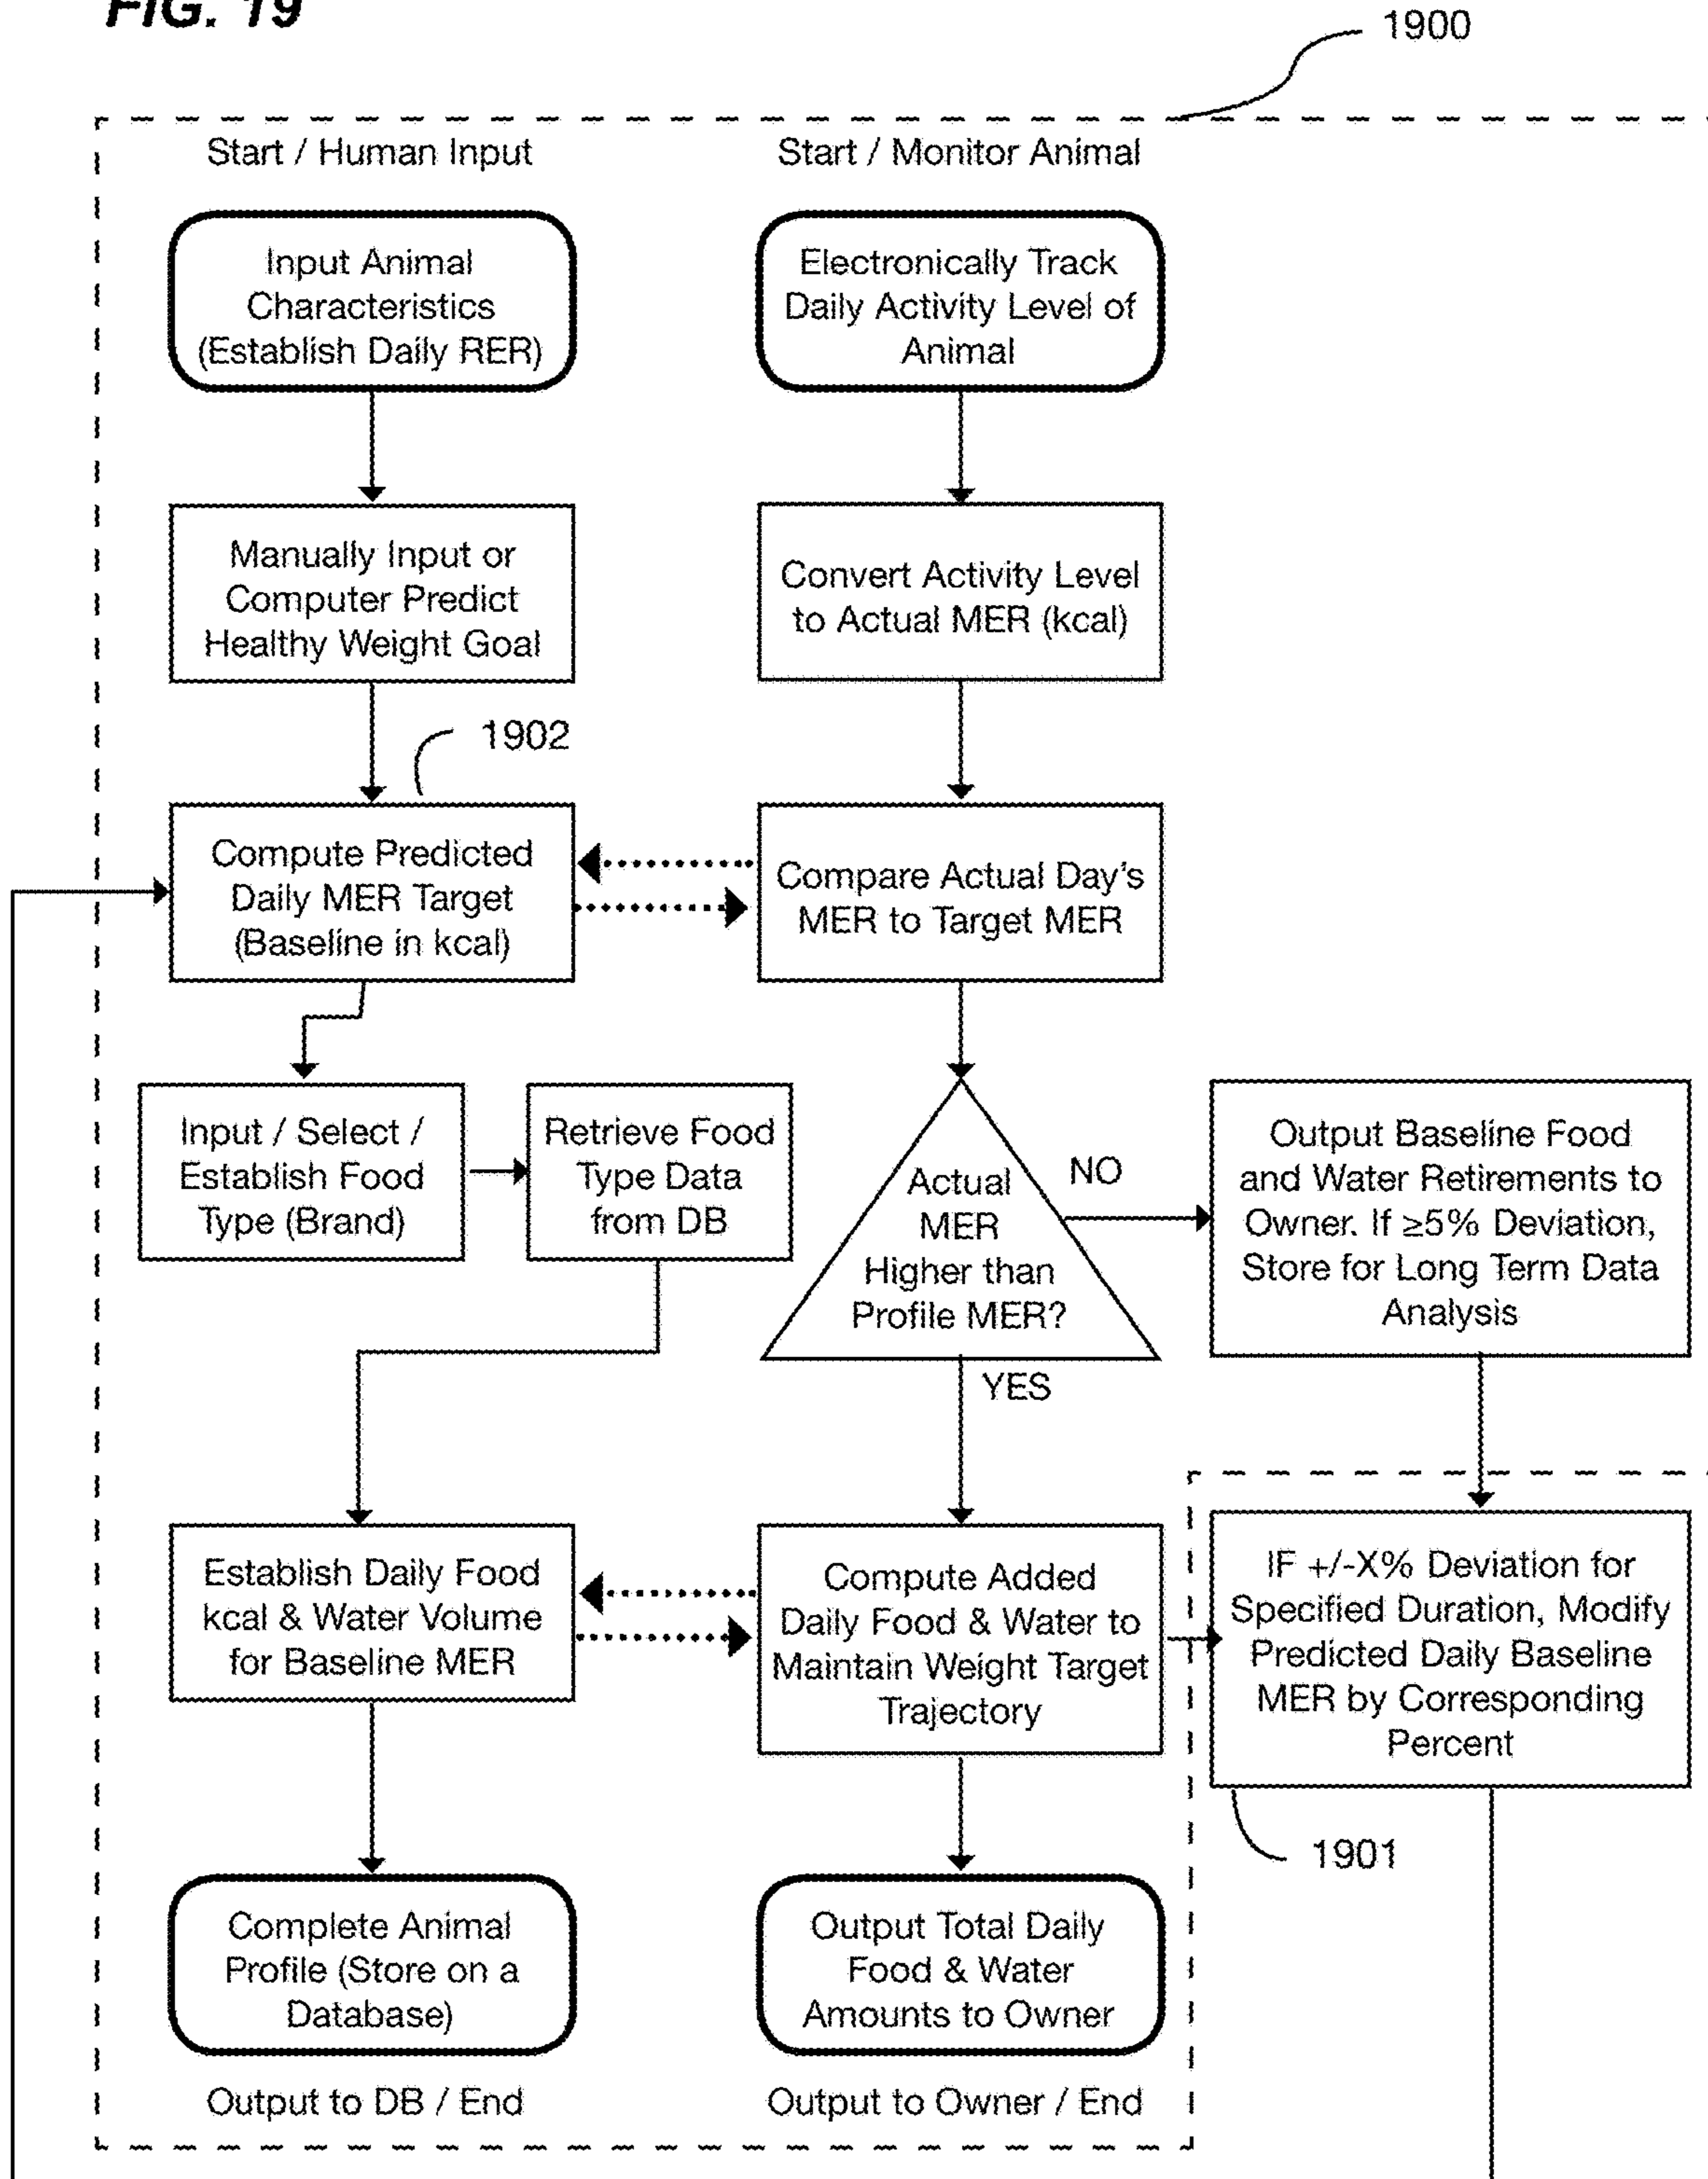 FIG. 19
1900
Start / Human Input
Start / Monitor Animal
Input Animal
Characteristics
(Establish Daily RER)
Electronically Track
Daily Activity Level of
Animal
Manually Input or
Computer Predict
Healthy Weight Goal
Convert Activity Level
to Actual MER (kcal)
1902
Compute Predicted
Daily MER Target
(Baseline in kcal)
Compare Actual Day's
MER to Target MER
Input / Select /
Establish Food
Type (Brand)
Retrieve Food
Type Data
from DB
Actual
MER
Higher than
Profile MER?
NO
YES
Output Baseline Food
and Water Retirements to
Owner. If ≥5% Deviation,
Store for Long Term Data
Analysis
Establish Daily Food
kcal & Water Volume
for Baseline MER
Compute Added
Daily Food & Water to
Maintain Weight Target
Trajectory
IF +/-X% Deviation for
Specified Duration, Modify
Predicted Daily Baseline
MER by Corresponding
Percent
1901
Complete Animal
Profile (Store on a
Database)
Output Total Daily
Food & Water
Amounts to Owner
Output to DB / End
Output to Owner / End